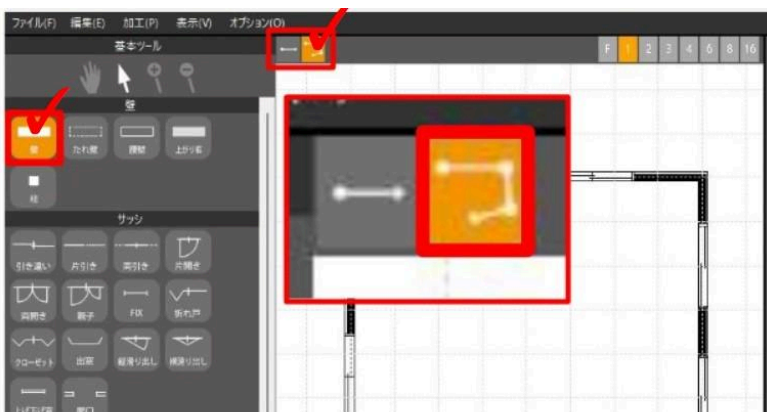 ファイル(F) 編集(E) 加工(P) 表示(V) オプション(O)
基本ツール
F 1 2 3 4 6 8 16
壁
壁 たれ壁 腰壁 上がり框
柱
サッシ
引き違い 片引き 両引き 片開き
両開き 親子 FIX 折れ戸
クローゼット 出窓 縦滑り出し 横滑り出し
開口